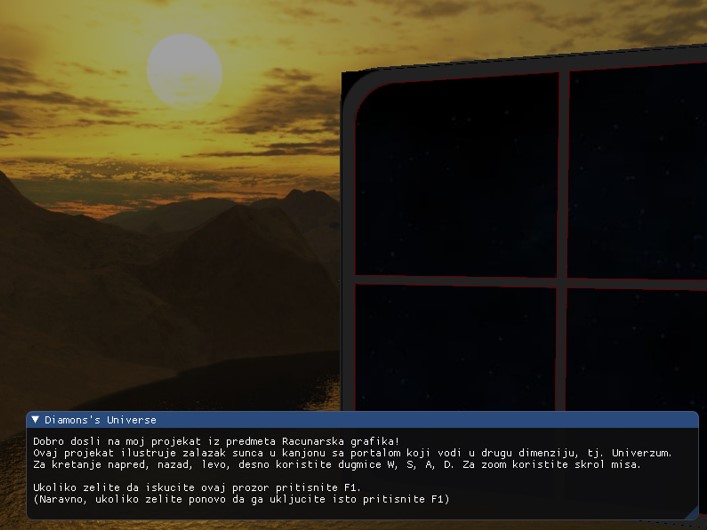 Diamons's Universe
Dobro dosli na moj projekat iz predmeta Racunarska grafika!
Ovaj projekat ilustruje zalazak sunca u kanjonu sa portalom koji vodi u drugu dimenziju, tj. Univerzum.
Za kretanje napred, nazad, levo, desno koristite dugmice W, S, A, D. Za zoom koristite skrol misa.
Ukoliko zelite da iskucite ovaj prozor pritisnite F1.
(Naravno, ukoliko zelite ponovo da ga ukljucite isto pritisnite F1)